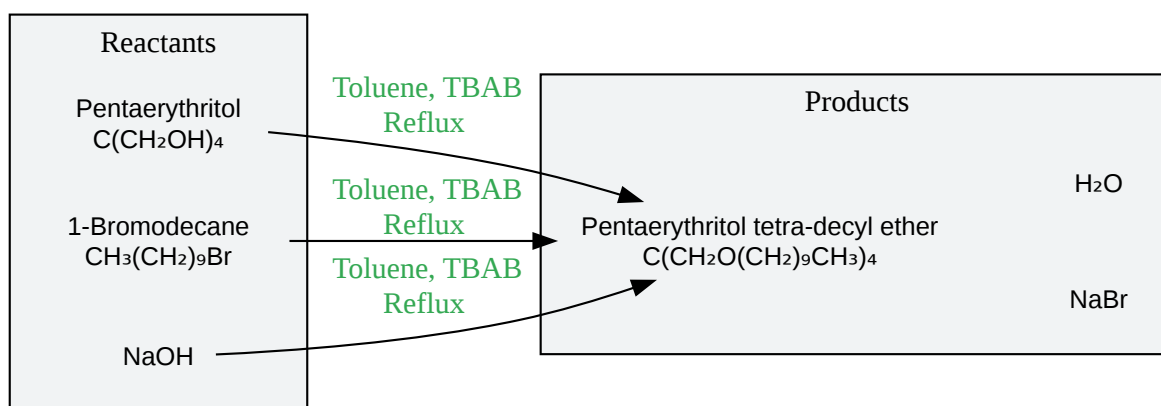 Reactants
Pentaerythritol
C(CH₂OH)₄
1-Bromodecane
CH₃(CH₂)₉Br
NaOH
Toluene, TBAB
Reflux
Toluene, TBAB
Reflux
Toluene, TBAB
Reflux
Products
H₂O
Pentaerythritol tetra-decyl ether
C(CH₂O(CH₂)₉CH₃)₄
NaBr